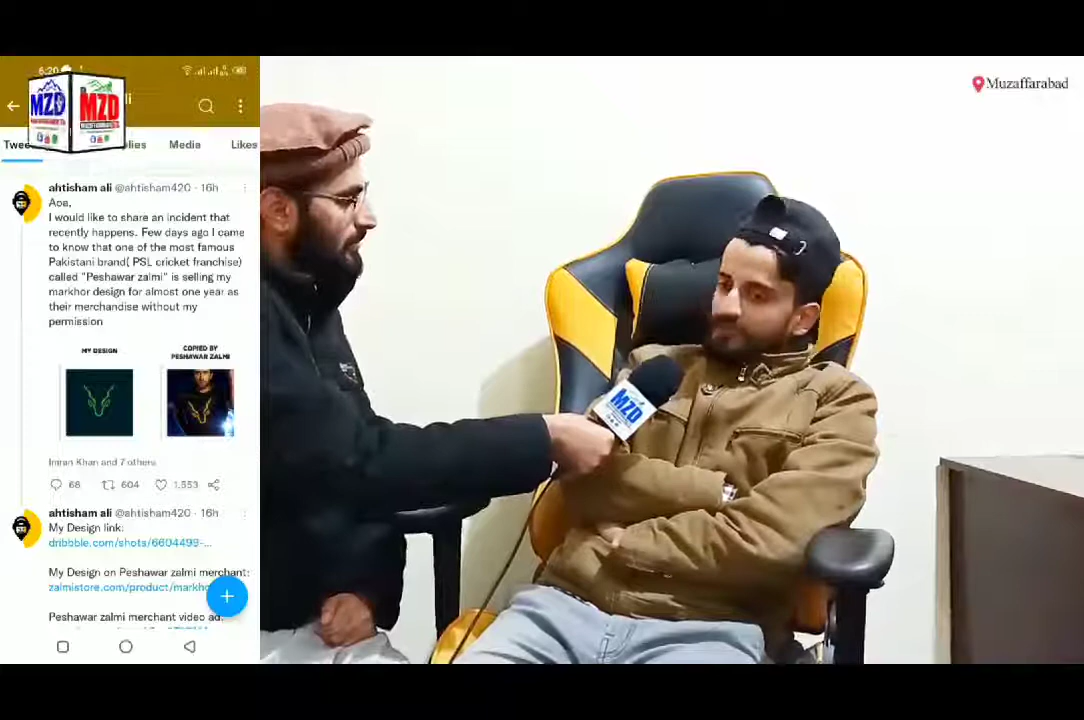 6:20
MZD
MZD
Muzaffarabad
Media
Likes
ahtisham ali @ahtisham420 · 16h
Aoa,
I would like to share an incident that
recently happens. Few days ago I came
to know that one of the most famous
Pakistani brand( PSL cricket franchise)
called "Peshawar zalmi" is selling my
markhor design for almost one year as
their merchandise without my
permission
MY DESIGN
COPIED BY
PESHAWAR ZALMI
Imran Khan and 7 others
68 604 1,553
ahtisham ali @ahtisham420 · 16h
My Design link:
dribbble.com/shots/6604499-...
My Design on Peshawar zalmi merchant:
zalmistore.com/product/markho
Peshawar zalmi merchant video ad:
MZD